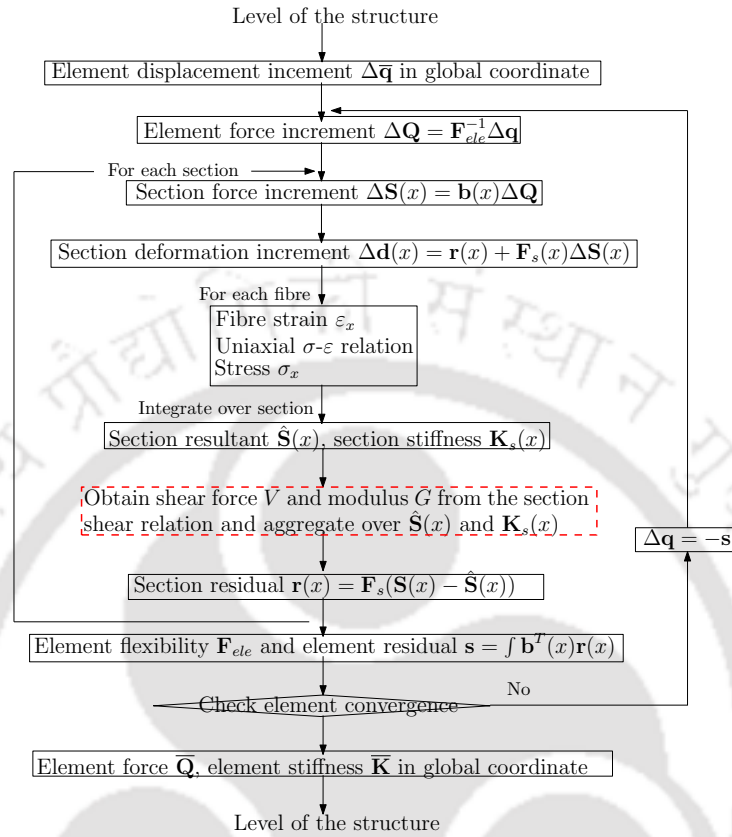 Level of the structure
Element displacement incement Δq̅ in global coordinate
Element force increment ΔQ = F_{ele}^{-1}Δq
For each section
Section force increment ΔS(x) = b(x)ΔQ
Section deformation increment Δd(x) = r(x) + F_s(x)ΔS(x)
For each fibre
Fibre strain ε_x
Uniaxial σ-ε relation
Stress σ_x
Integrate over section
Section resultant Ŝ(x), section stiffness K_s(x)
Obtain shear force V and modulus G from the section
shear relation and aggregate over Ŝ(x) and K_s(x)
Δq = −s
Section residual r(x) = F_s(S(x) − Ŝ(x))
Element flexibility F_{ele} and element residual s = ∫ b^T(x)r(x)
No
Check element convergence
Element force Q̅, element stiffness K̅ in global coordinate
Level of the structure